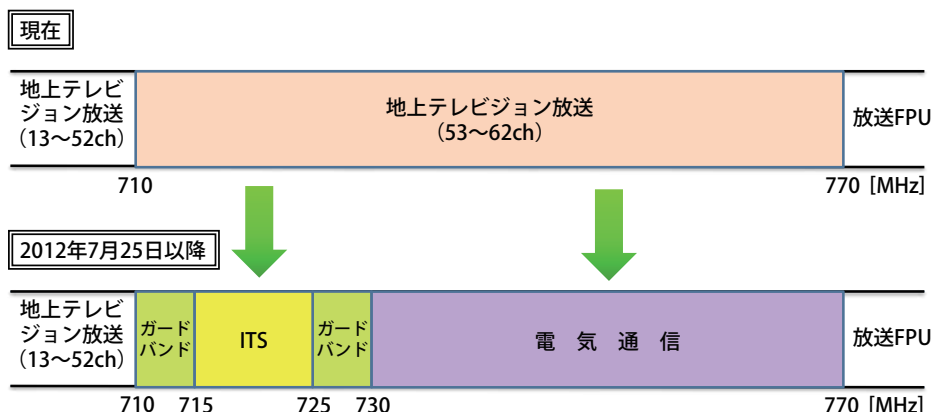 現在
地上テレビ
ジョン放送
（13〜52ch）
地上テレビジョン放送
（53〜62ch）
放送FPU
710
770 [MHz]
2012年7月25日以降
地上テレビ
ジョン放送
（13〜52ch）
ガード
バンド
ITS
ガード
バンド
電 気 通 信
放送FPU
710 715 725 730 770 [MHz]